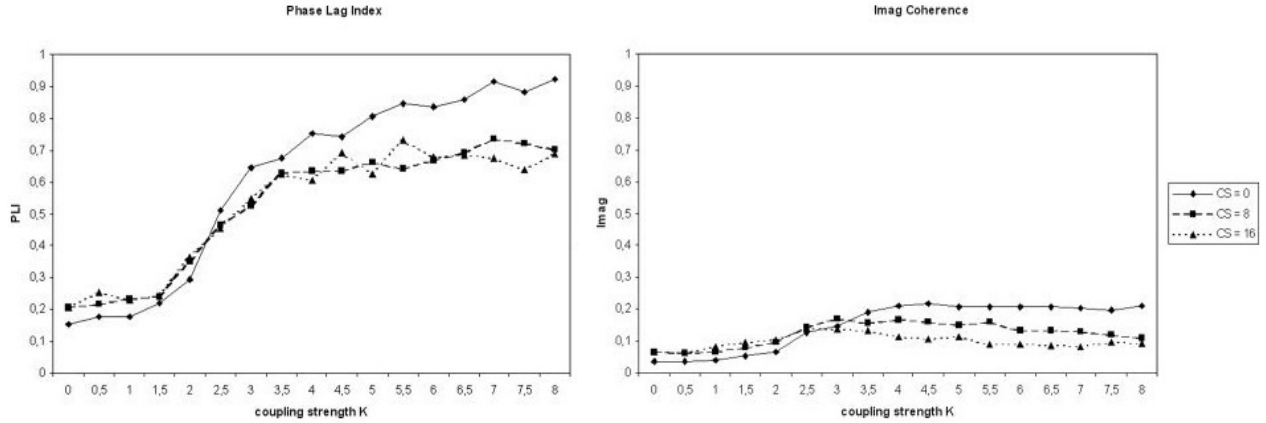 Phase Lag Index
1
0,9
0,8
0,7
0,6
0,5
0,4
0,3
0,2
0,1
0
PLI
0 0,5 1 1,5 2 2,5 3 3,5 4 4,5 5 5,5 6 6,5 7 7,5 8
coupling strength K
Imag Coherence
1
0,9
0,8
0,7
0,6
0,5
0,4
0,3
0,2
0,1
0
Imag
0 0,5 1 1,5 2 2,5 3 3,5 4 4,5 5 5,5 6 6,5 7 7,5 8
coupling strength K
CS = 0
CS = 8
CS = 16